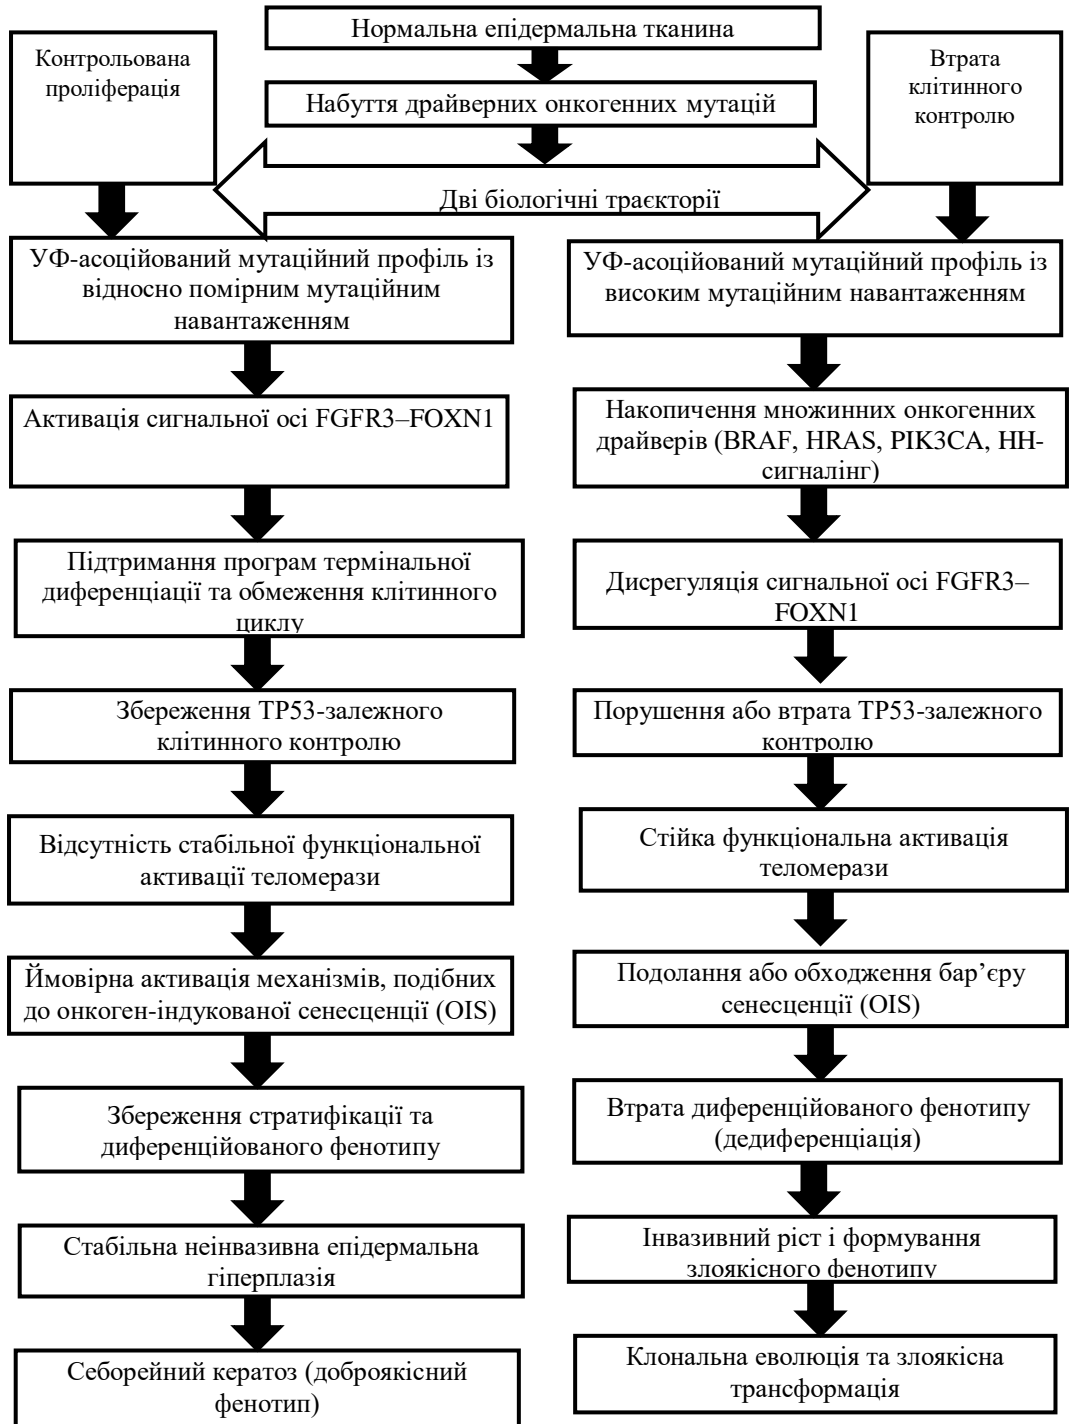 Нормальна епідермальна тканина
Контрольована
проліферація
Втрата
клітинного
контролю
Набуття драйверних онкогенних мутацій
Дві біологічні траєкторії
УФ-асоційований мутаційний профіль із
відносно помірним мутаційним
навантаженням
УФ-асоційований мутаційний профіль із
високим мутаційним навантаженням
Активація сигнальної осі FGFR3–FOXN1
Накопичення множинних онкогенних
драйверів (BRAF, HRAS, PIK3CA, HH-
сигналінг)
Підтримання програм термінальної
диференціації та обмеження клітинного
циклу
Дисрегуляція сигнальної осі FGFR3–
FOXN1
Збереження TP53-залежного
клітинного контролю
Порушення або втрата TP53-залежного
контролю
Відсутність стабільної функціональної
активації теломерази
Стійка функціональна активація
теломерази
Ймовірна активація механізмів, подібних
до онкоген-індукованої сенесценції (OIS)
Подолання або обходження бар’єру
сенесценції (OIS)
Збереження стратифікації та
диференційованого фенотипу
Втрата диференційованого фенотипу
(дедиференціація)
Стабільна неінвазивна епідермальна
гіперплазія
Інвазивний ріст і формування
злоякісного фенотипу
Себорейний кератоз (доброякісний
фенотип)
Клональна еволюція та злоякісна
трансформація